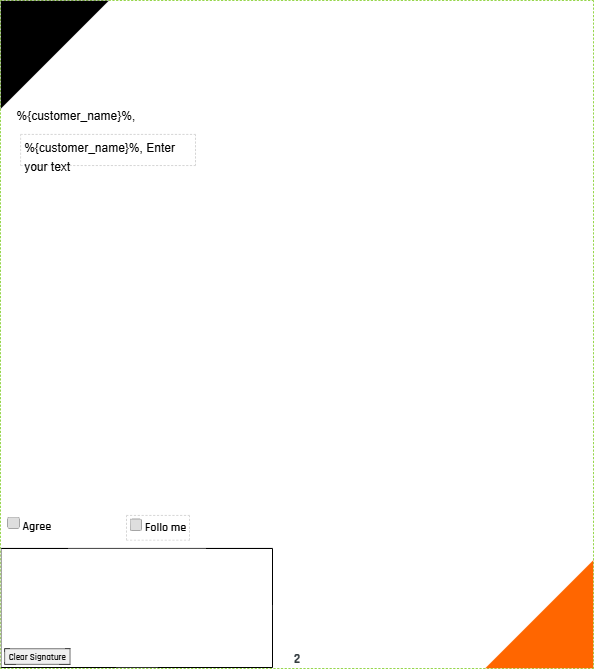 %{customer_name}%,
%{customer_name}%, Enter
your text
Agree
Follo me
Clear Signature
2